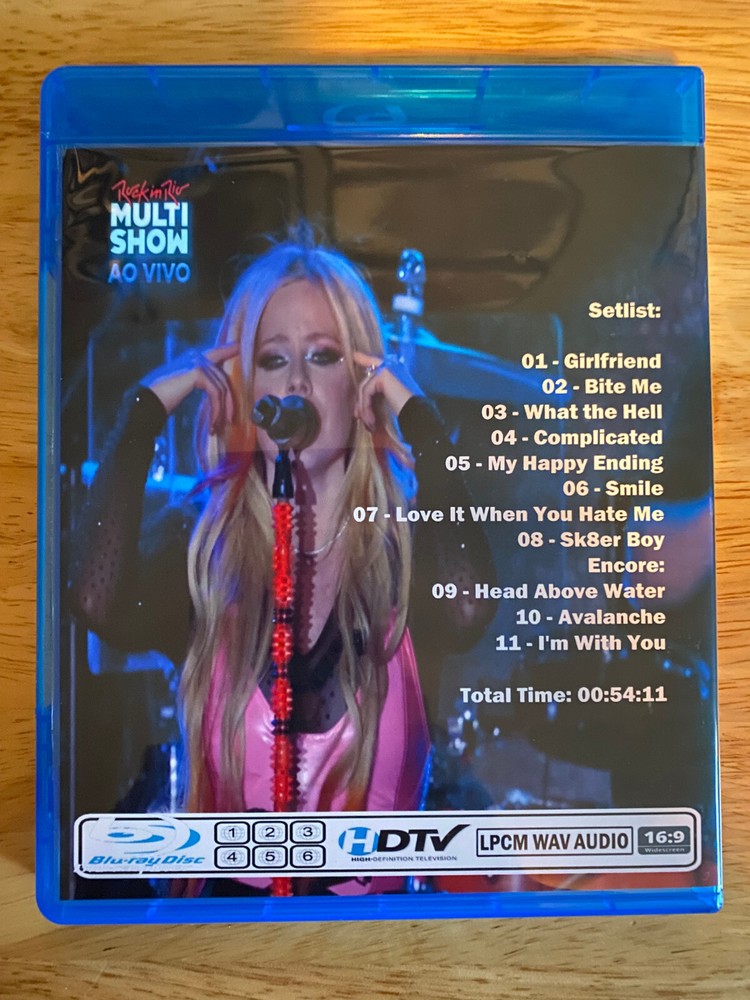 Rock in Rio
MULTI
SHOW
AO VIVO
Setlist:
01 - Girlfriend
02 - Bite Me
03 - What the Hell
04 - Complicated
05 - My Happy Ending
06 - Smile
07 - Love It When You Hate Me
08 - Sk8er Boy
Encore:
09 - Head Above Water
10 - Avalanche
11 - I'm With You
Total Time: 00:54:11
Blu-ray Disc
1 2 3
4 5 6
HDTV
HIGH-DEFINITION TELEVISION
LPCM WAV AUDIO
16:9
Widescreen